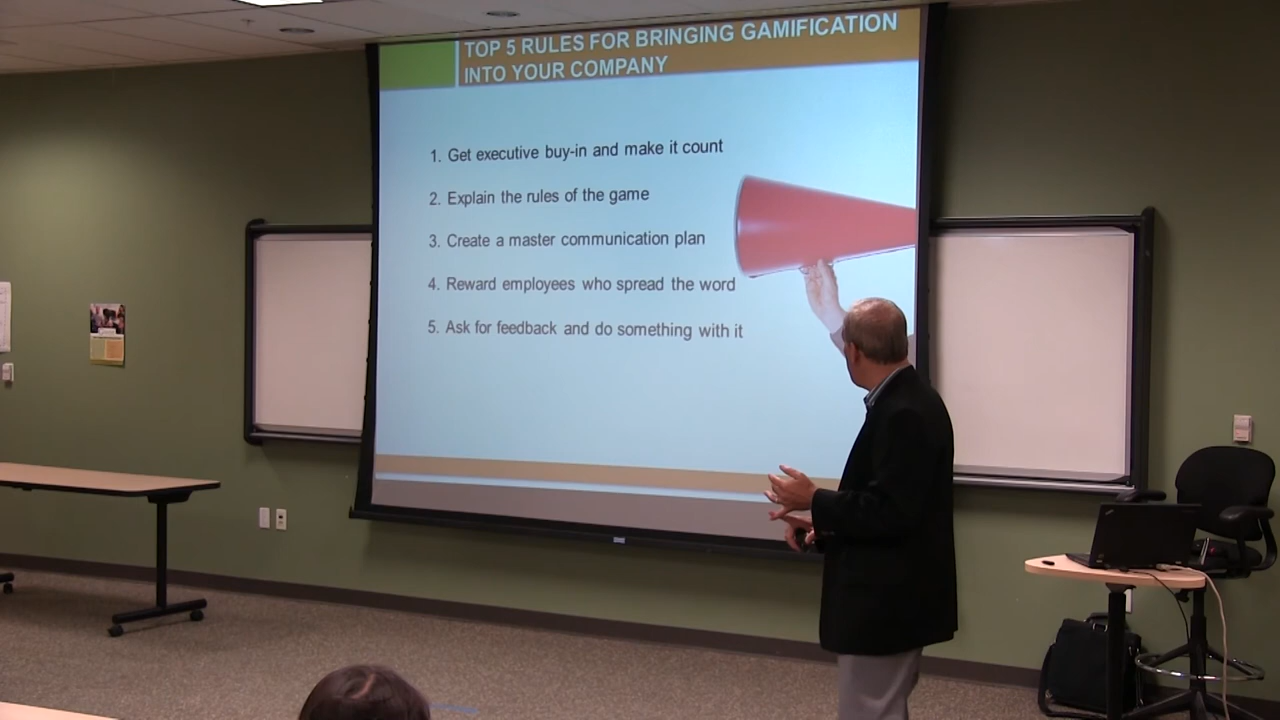 TOP 5 RULES FOR BRINGING GAMIFICATION
INTO YOUR COMPANY
1. Get executive buy-in and make it count
2. Explain the rules of the game
3. Create a master communication plan
4. Reward employees who spread the word
5. Ask for feedback and do something with it